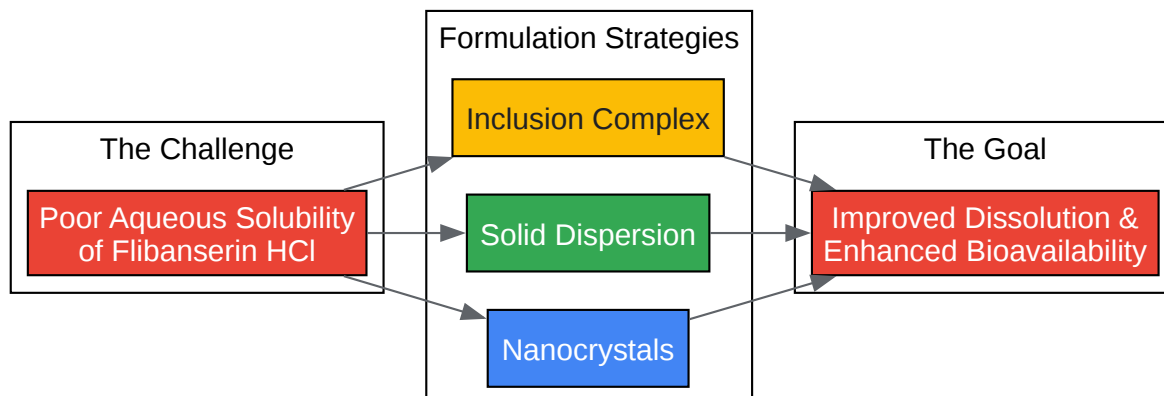 The Challenge
Poor Aqueous Solubility
of Flibanserin HCl
Formulation Strategies
Inclusion Complex
Solid Dispersion
Nanocrystals
The Goal
Improved Dissolution &
Enhanced Bioavailability